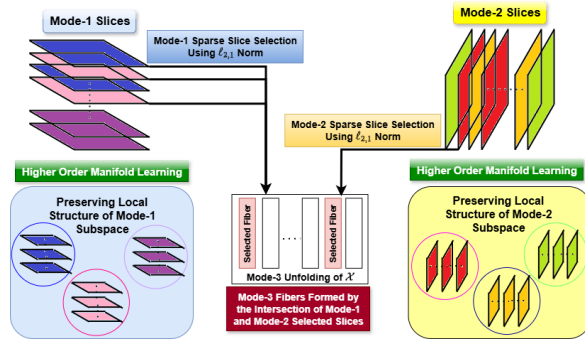 Mode-1 Slices
Mode-2 Slices
Mode-1 Sparse Slice Selection
Using ℓ2,1 Norm
Mode-2 Sparse Slice Selection
Using ℓ2,1 Norm
Higher Order Manifold Learning
Higher Order Manifold Learning
Preserving Local
Structure of Mode-1
Subspace
Selected Fiber
Selected Fiber
Mode-3 Unfolding of 𝒳
Mode-3 Fibers Formed by
the Intersection of Mode-1
and Mode-2 Selected Slices
Preserving Local
Structure of Mode-2
Subspace